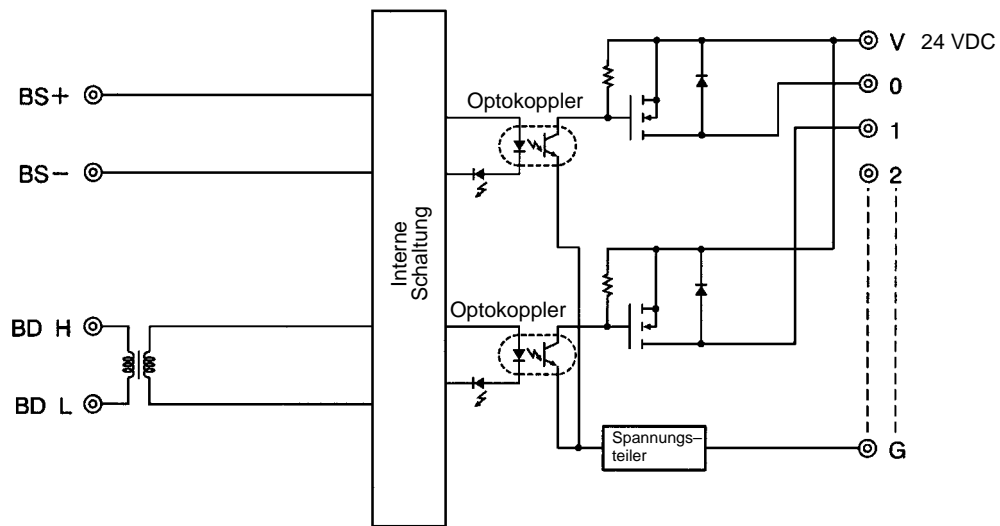 V 24 VDC
0
1
2
G
BS+
BS−
BD H
BD L
Interne
Schaltung
Optokoppler
Optokoppler
Spannungs–
teiler